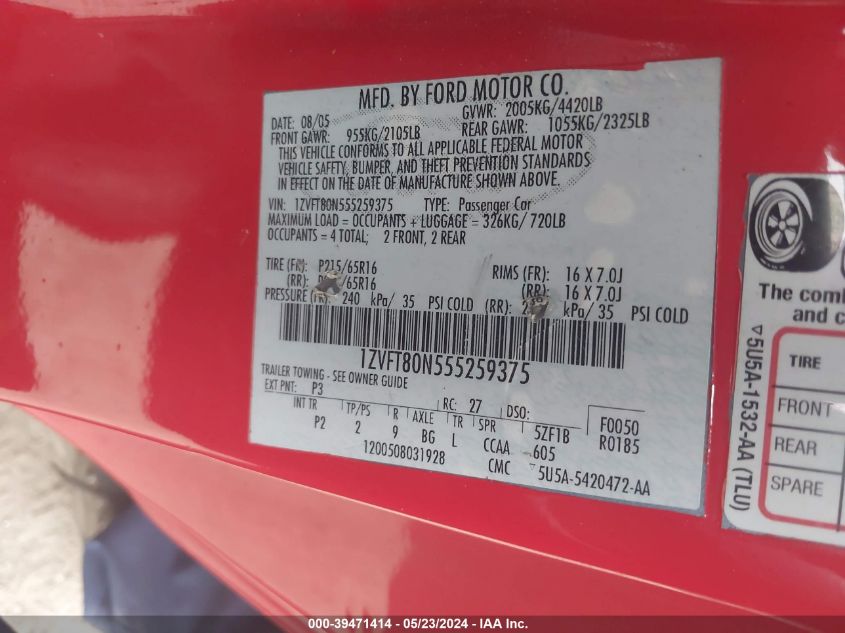 MFD. BY FORD MOTOR CO.
DATE: 08/05 GVWR: 2005KG/4420LB
FRONT GAWR: 955KG/2105LB REAR GAWR: 1055KG/2325LB
THIS VEHICLE CONFORMS TO ALL APPLICABLE FEDERAL MOTOR
VEHICLE SAFETY, BUMPER, AND THEFT PREVENTION STANDARDS
IN EFFECT ON THE DATE OF MANUFACTURE SHOWN ABOVE.
VIN: 1ZVFT80N555259375 TYPE: Passenger Car
MAXIMUM LOAD = OCCUPANTS + LUGGAGE = 326KG/720LB
OCCUPANTS = 4 TOTAL; 2 FRONT, 2 REAR
TIRE (FR): P215/65R16 RIMS (FR): 16 X 7.0J
(RR): /65R16 (RR): 16 X 7.0J
PRESSURE (FR): 240 kPa/ 35 PSI COLD (RR): kPa/ 35 PSI COLD
1ZVFT80N555259375
TRAILER TOWING - SEE OWNER GUIDE
EXT PNT: P3 RC: 27 DSO: F0050
INT TR TP/PS R AXLE TR SPR 5ZF1B R0185
P2 2 9 BG L CCAA 605
1200508031928 CMC 5U5A-5420472-AA
▽5U5A-1532-AA (TLU)
The comb
and c
TIRE
FRONT
REAR
SPARE
000-39471414 - 05/23/2024 - IAA Inc.